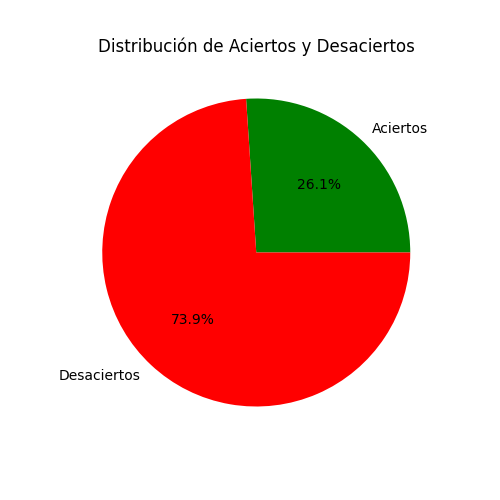 Distribución de Aciertos y Desaciertos
Aciertos
26.1%
73.9%
Desaciertos